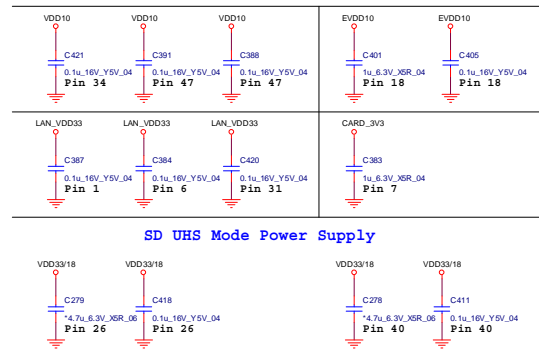 VDD10 VDD10 VDD10 EVDD10 EVDD10
C421 C391 C388 C401 C405
0.1u_16V_Y5V_04 0.1u_16V_Y5V_04 0.1u_16V_Y5V_04 1u_6.3V_X5R_04 0.1u_16V_Y5V_04
Pin 34 Pin 47 Pin 47 Pin 18 Pin 18
LAN_VDD33 LAN_VDD33 LAN_VDD33 CARD_3V3
C387 C384 C420 C383
0.1u_16V_Y5V_04 0.1u_16V_Y5V_04 0.1u_16V_Y5V_04 1u_6.3V_X5R_04
Pin 1 Pin 6 Pin 31 Pin 7
SD UHS Mode Power Supply
VDD33/18 VDD33/18 VDD33/18 VDD33/18
C279 C418 C278 C411
*4.7u_6.3V_X5R_06 0.1u_16V_Y5V_04 *4.7u_6.3V_X5R_06 0.1u_16V_Y5V_04
Pin 26 Pin 26 Pin 40 Pin 40